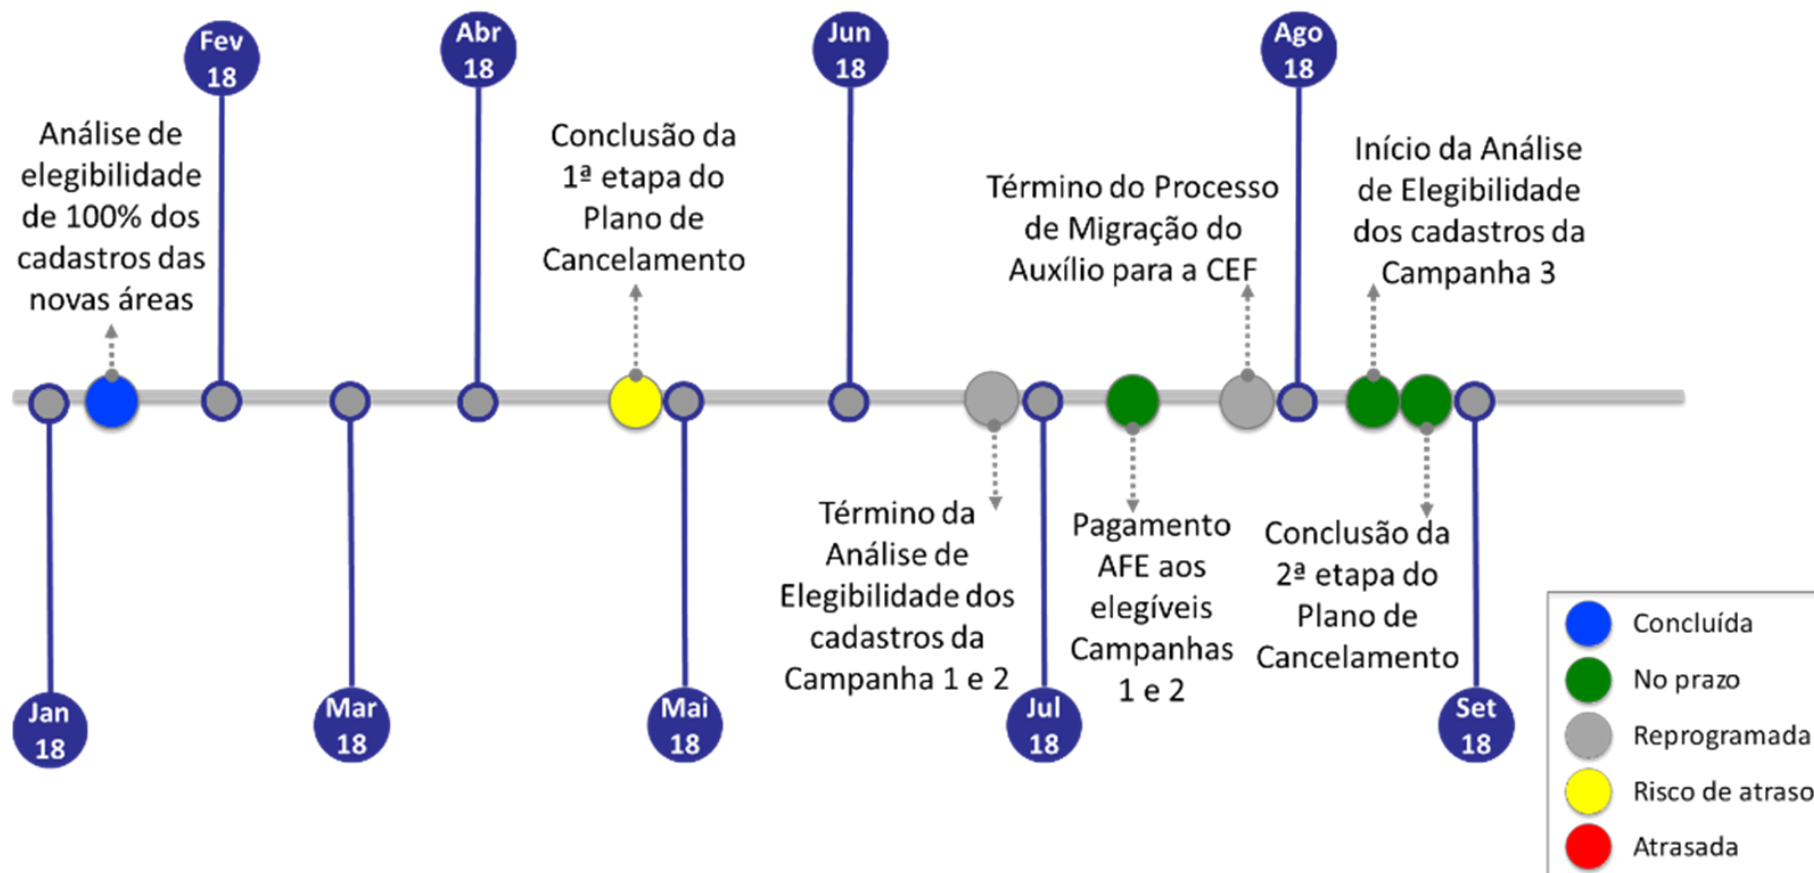 Fev
18
Abr
18
Jun
18
Ago
18
Análise de
elegibilidade
de 100% dos
cadastros das
novas áreas
Conclusão da
1ª etapa do
Plano de
Cancelamento
Término do Processo
de Migração do
Auxílio para a CEF
Início da Análise
de Elegibilidade
dos cadastros da
Campanha 3
Término da
Análise de
Elegibilidade dos
cadastros da
Campanha 1 e 2
Pagamento
AFE aos
elegíveis
Campanhas
1 e 2
Conclusão da
2ª etapa do
Plano de
Cancelamento
Jan
18
Mar
18
Mai
18
Jul
18
Set
18
Concluída
No prazo
Reprogramada
Risco de atraso
Atrasada